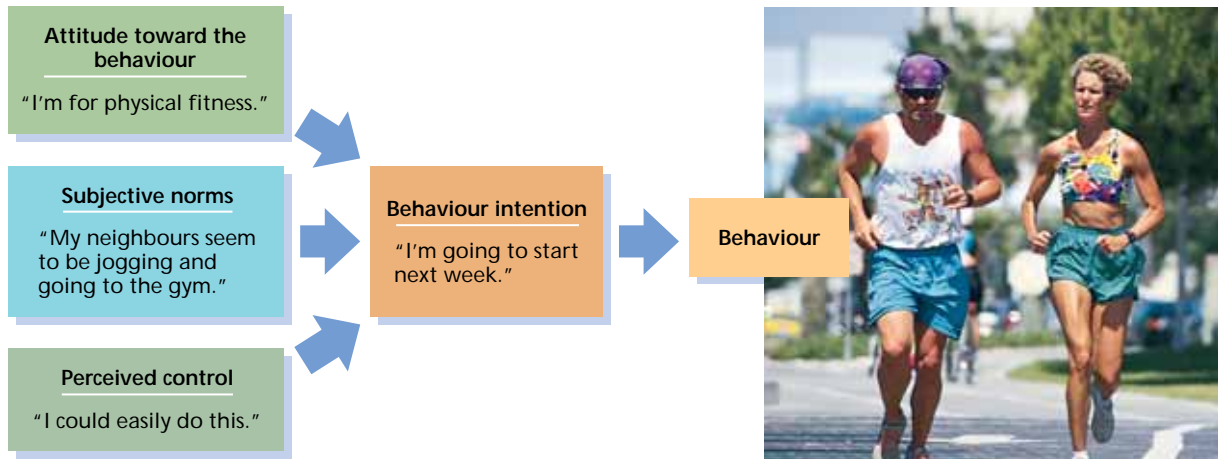 Attitude toward the
behaviour
“I'm for physical fitness.”
Subjective norms
“My neighbours seem
to be jogging and
going to the gym.”
Perceived control
“I could easily do this.”
Behaviour intention
“I'm going to start
next week.”
Behaviour